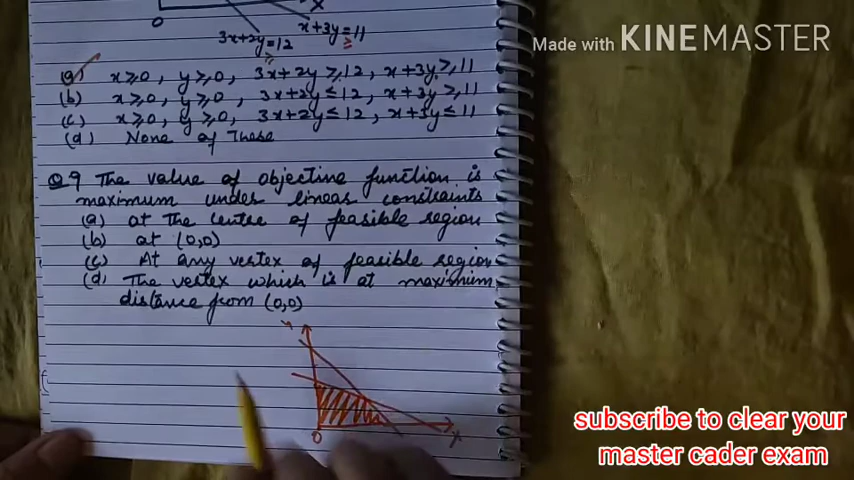 O X
3x+2y=12 x+3y=11
≥ ≥
(a) x≥0, y≥0, 3x+2y≥12, x+3y≥11
(b) x≥0, y≥0, 3x+2y≤12, x+3y≥11
(c) x≥0, y≥0, 3x+2y≤12, x+3y≤11
(d) None of These
Q9 The value of objective function is
maximum under linear constraints
(a) at the centre of feasible region
(b) at (0,0)
(c) At any vertex of feasible region
(d) The vertex which is at maximum
distance from (0,0)
O X
Made with KINEMASTER
subscribe to clear your
master cader exam